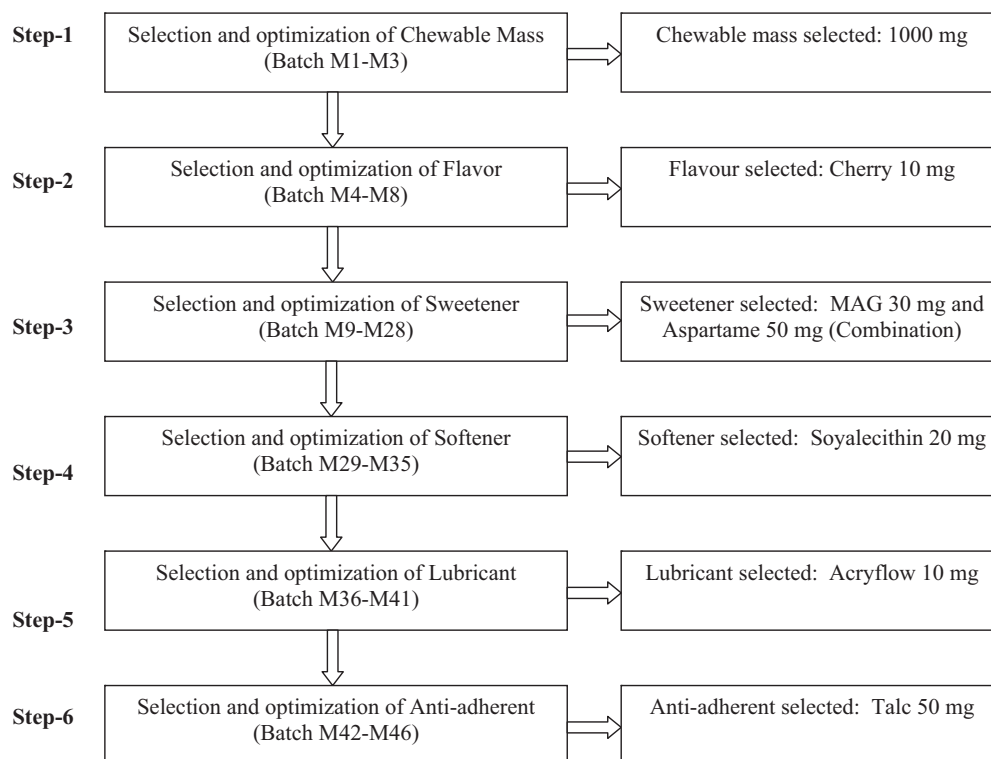 Step-1
Selection and optimization of Chewable Mass
(Batch M1-M3)
Chewable mass selected: 1000 mg
Step-2
Selection and optimization of Flavor
(Batch M4-M8)
Flavour selected: Cherry 10 mg
Step-3
Selection and optimization of Sweetener
(Batch M9-M28)
Sweetener selected: MAG 30 mg and
Aspartame 50 mg (Combination)
Step-4
Selection and optimization of Softener
(Batch M29-M35)
Softener selected: Soyalecithin 20 mg
Step-5
Selection and optimization of Lubricant
(Batch M36-M41)
Lubricant selected: Acryflow 10 mg
Step-6
Selection and optimization of Anti-adherent
(Batch M42-M46)
Anti-adherent selected: Talc 50 mg